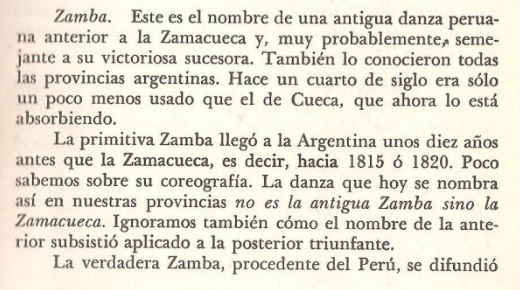 Zamba. Este es el nombre de una antigua danza perua-
na anterior a la Zamacueca y, muy probablemente, seme-
jante a su victoriosa sucesora. También lo conocieron todas
las provincias argentinas. Hace un cuarto de siglo era sólo
un poco menos usado que el de Cueca, que ahora lo está
absorbiendo.
La primitiva Zamba llegó a la Argentina unos diez años
antes que la Zamacueca, es decir, hacia 1815 ó 1820. Poco
sabemos sobre su coreografía. La danza que hoy se nombra
así en nuestras provincias no es la antigua Zamba sino la
Zamacueca. Ignoramos también cómo el nombre de la ante-
rior subsistió aplicado a la posterior triunfante.
La verdadera Zamba, procedente del Perú, se difundió